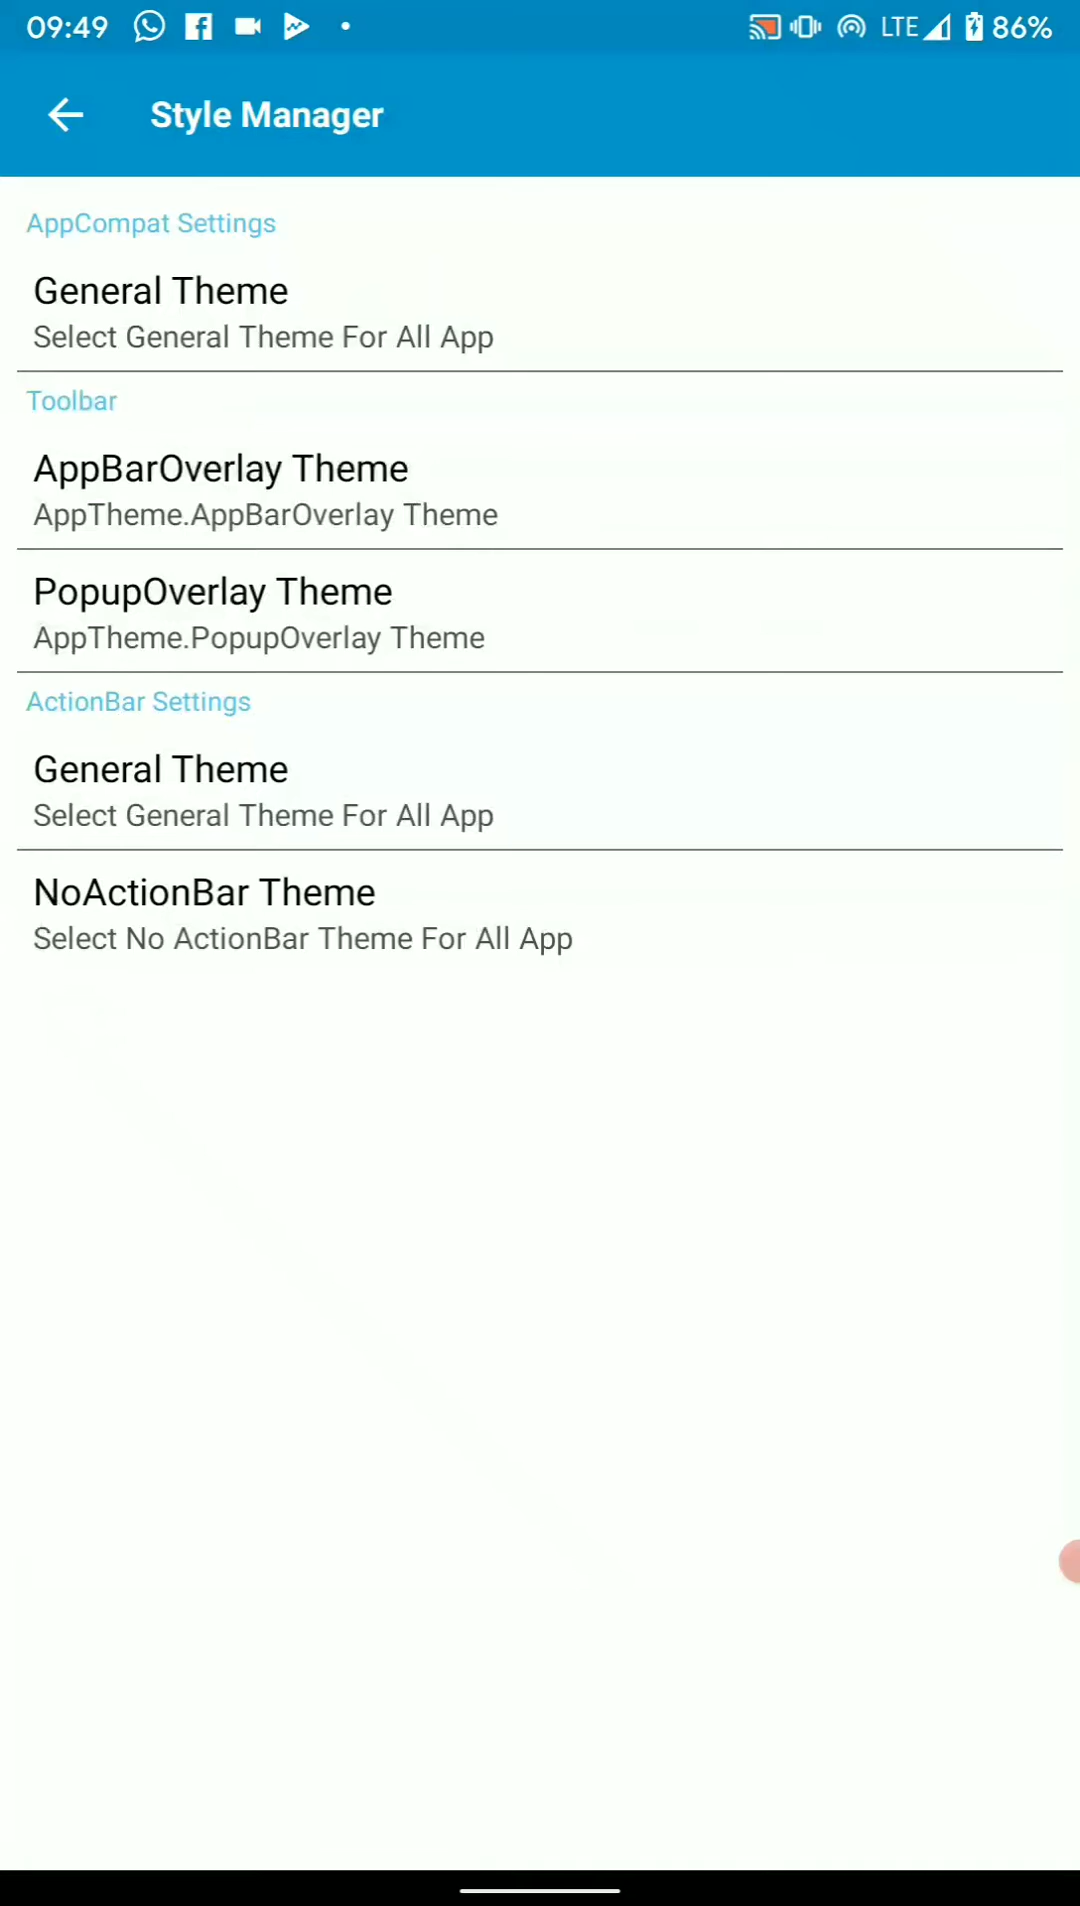 09:49 LTE 86%
Style Manager
AppCompat Settings
General Theme
Select General Theme For All App
Toolbar
AppBarOverlay Theme
AppTheme.AppBarOverlay Theme
PopupOverlay Theme
AppTheme.PopupOverlay Theme
ActionBar Settings
General Theme
Select General Theme For All App
NoActionBar Theme
Select No ActionBar Theme For All App